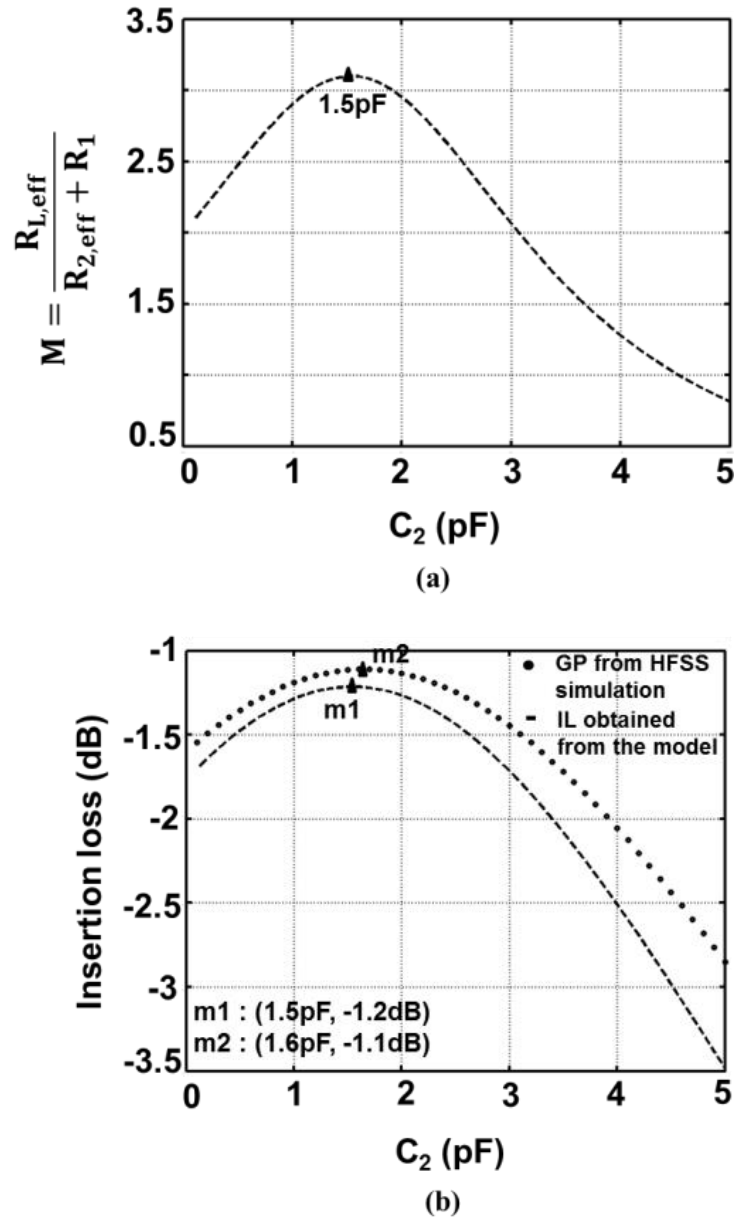 3.5
2.5
1.5
0.5
M = R_L,eff / R_2,eff + R_1
1.5pF
0 1 2 3 4 5
C₂ (pF)
(a)
-1
-1.5
-2
-2.5
-3
-3.5
Insertion loss (dB)
m2
m1
GP from HFSS
simulation
IL obtained
from the model
m1 : (1.5pF, -1.2dB)
m2 : (1.6pF, -1.1dB)
0 1 2 3 4 5
C₂ (pF)
(b)